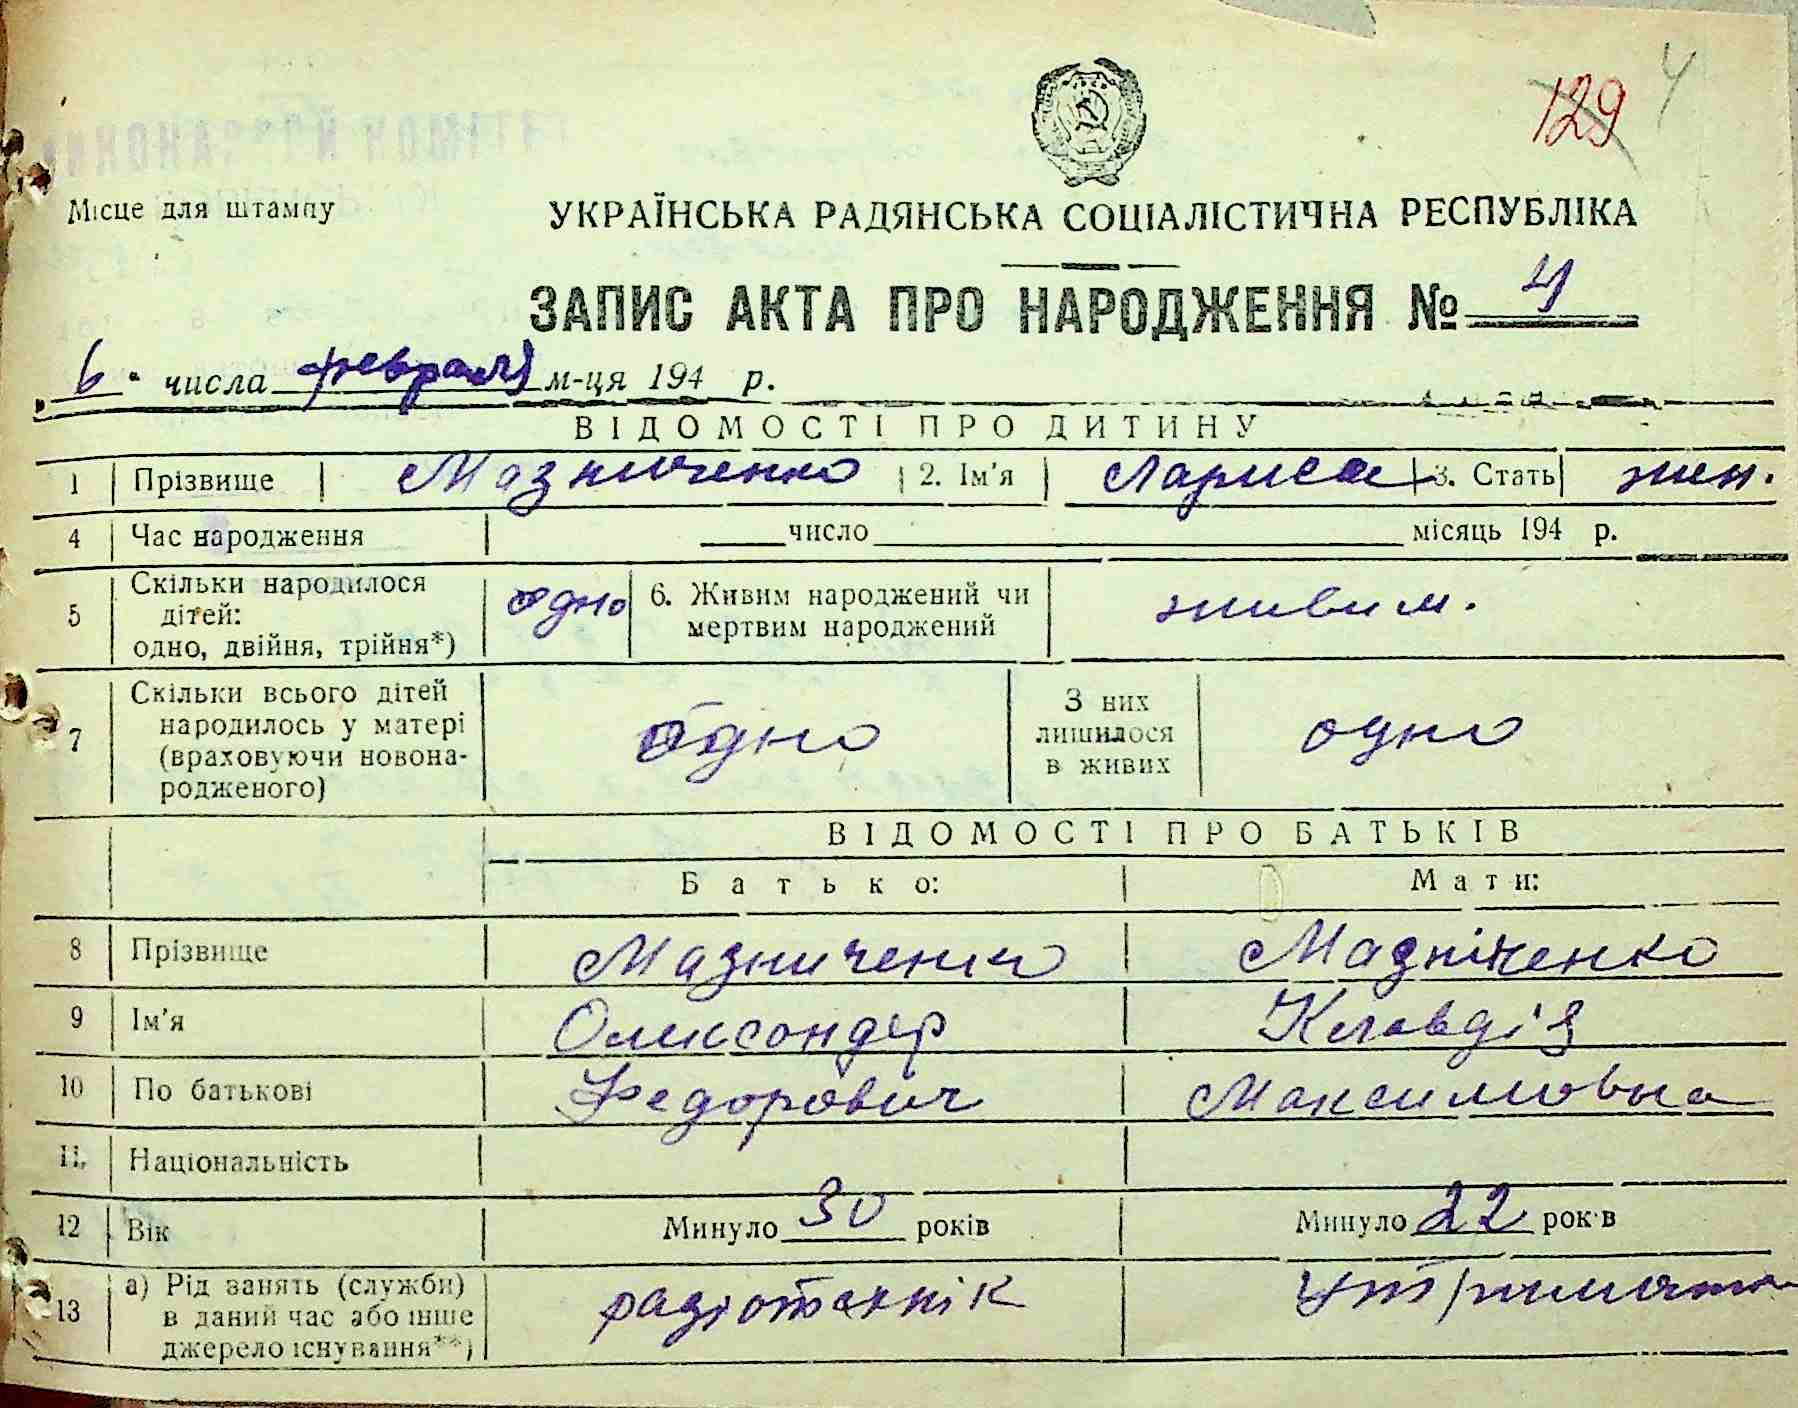 129 4
Місце для штампу
УКРАЇНСЬКА РАДЯНСЬКА СОЦІАЛІСТИЧНА РЕСПУБЛІКА
ЗАПИС АКТА ПРО НАРОДЖЕННЯ № 4
6 числа февраля м-ця 194 р.
ВІДОМОСТІ ПРО ДИТИНУ
1 Прізвище Мазниченко 2. Ім'я Лариса 3. Стать жен.
4 Час народження число місяць 194 р.
5 Скільки народилося дітей: одно, двійня, трійня*) одно 6. Живим народжений чи мертвим народжений живим.
7 Скільки всього дітей народилось у матері (враховуючи новонародженого) одно З них лишилося в живих одно
ВІДОМОСТІ ПРО БАТЬКІВ
Батько: Мати:
8 Прізвище Мазниченко Мазніченко
9 Ім'я Олександер Клавдія
10 По батькові Федорович Максимовна
11. Національність
12 Вік Минуло 30 років Минуло 22 років
13 а) Рід занять (служби) в даний час або інше джерело існування**) радіотехнік